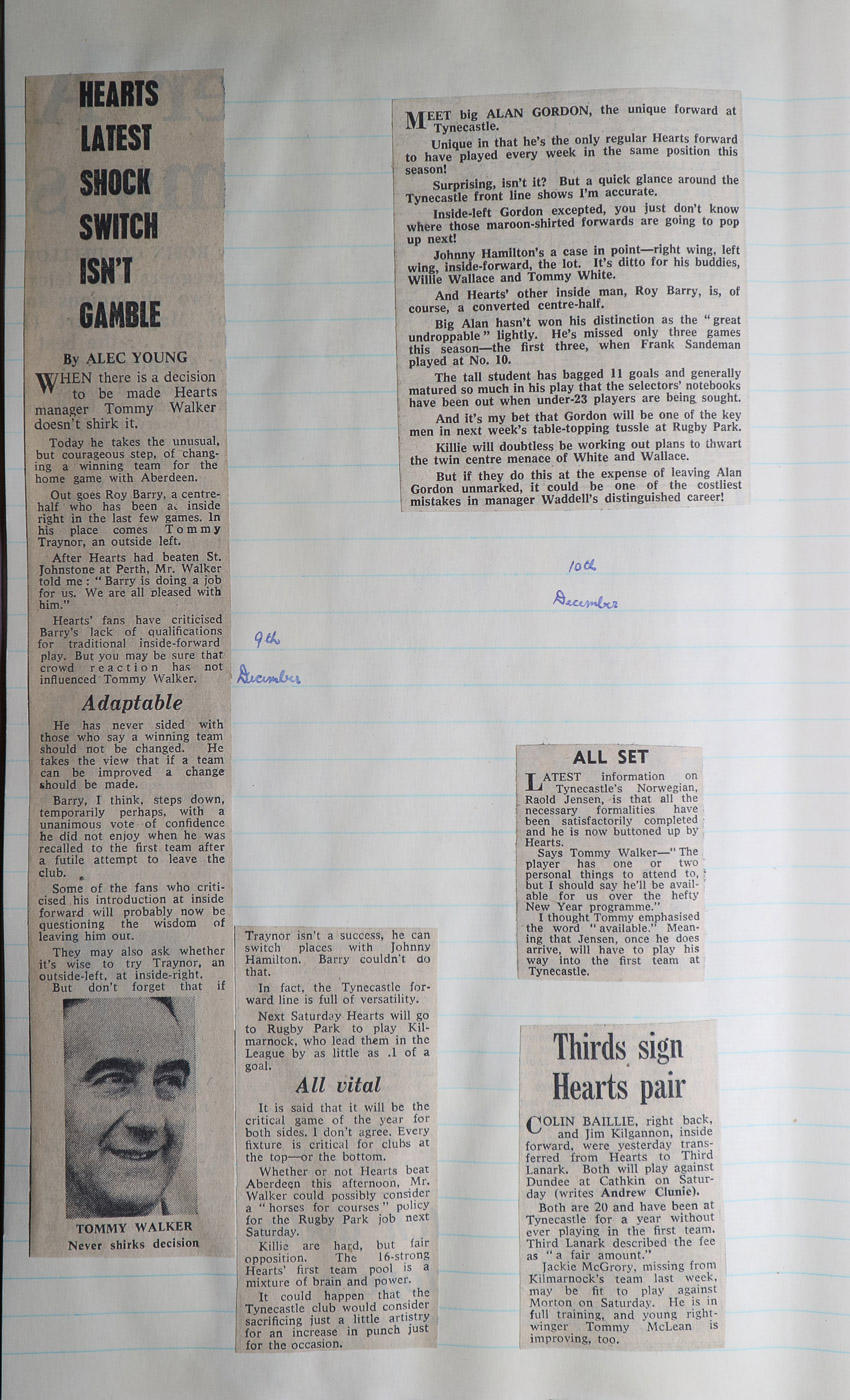 HEARTS
LATEST
SHOCK
SWITCH
ISN'T
GAMBLE
By ALEC YOUNG
WHEN there is a decision
to be made Hearts
manager Tommy Walker
doesn't shirk it.
Today he takes the unusual,
but courageous step, of chang-
ing a winning team for the
home game with Aberdeen.
Out goes Roy Barry, a centre-
half who has been at inside
right in the last few games. In
his place comes Tommy
Traynor, an outside left.
After Hearts had beaten St.
Johnstone at Perth, Mr. Walker
told me: "Barry is doing a job
for us. We are all pleased with
him."
Hearts' fans have criticised
Barry's lack of qualifications
for traditional inside-forward
play. But you may be sure that
crowd reaction has not
influenced Tommy Walker.
Adaptable
He has never sided with
those who say a winning team
should not be changed. He
takes the view that if a team
can be improved a change
should be made.
Barry, I think, steps down,
temporarily perhaps, with a
unanimous vote of confidence
he did not enjoy when he was
recalled to the first team after
a futile attempt to leave the
club.
Some of the fans who criti-
cised his introduction at inside
forward will probably now be
questioning the wisdom of
leaving him out.
They may also ask whether
it's wise to try Traynor, an
outside-left, at inside-right.
But don't forget that if
TOMMY WALKER
Never shirks decision
9th
December
Traynor isn't a success, he can
switch places with Johnny
Hamilton. Barry couldn't do
that.
In fact, the Tynecastle for-
ward line is full of versatility.
Next Saturday Hearts will go
to Rugby Park to play Kil-
marnock, who lead them in the
League by as little as .1 of a
goal.
All vital
It is said that it will be the
critical game of the year for
both sides. I don't agree. Every
fixture is critical for clubs at
the top—or the bottom.
Whether or not Hearts beat
Aberdeen this afternoon, Mr.
Walker could possibly consider
a "horses for courses" policy
for the Rugby Park job next
Saturday.
Killie are hard, but fair
opposition. The 16-strong
Hearts' first team pool is a
mixture of brain and power.
It could happen that the
Tynecastle club would consider
sacrificing just a little artistry
for an increase in punch just
for the occasion.
MEET big ALAN GORDON, the unique forward at
Tynecastle.
Unique in that he's the only regular Hearts forward
to have played every week in the same position this
season!
Surprising, isn't it? But a quick glance around the
Tynecastle front line shows I'm accurate.
Inside-left Gordon excepted, you just don't know
where those maroon-shirted forwards are going to pop
up next!
Johnny Hamilton's a case in point—right wing, left
wing, inside-forward, the lot. It's ditto for his buddies,
Willie Wallace and Tommy White.
And Hearts' other inside man, Roy Barry, is, of
course, a converted centre-half.
Big Alan hasn't won his distinction as the "great
undroppable" lightly. He's missed only three games
this season—the first three, when Frank Sandeman
played at No. 10.
The tall student has bagged 11 goals and generally
matured so much in his play that the selectors' notebooks
have been out when under-23 players are being sought.
And it's my bet that Gordon will be one of the key
men in next week's table-topping tussle at Rugby Park.
Killie will doubtless be working out plans to thwart
the twin centre menace of White and Wallace.
But if they do this at the expense of leaving Alan
Gordon unmarked, it could be one of the costliest
mistakes in manager Waddell's distinguished career!
10th
December
ALL SET
LATEST information on
Tynecastle's Norwegian,
Raold Jensen, is that all the
necessary formalities have
been satisfactorily completed
and he is now buttoned up by
Hearts.
Says Tommy Walker—"The
player has one or two
personal things to attend to,
but I should say he'll be avail-
able for us over the hefty
New Year programme."
I thought Tommy emphasised
the word "available." Mean-
ing that Jensen, once he does
arrive, will have to play his
way into the first team at
Tynecastle.
Thirds sign
Hearts pair
COLIN BAILLIE, right back,
and Jim Kilgannon, inside
forward, were yesterday trans-
ferred from Hearts to Third
Lanark. Both will play against
Dundee at Cathkin on Satur-
day (writes Andrew Clunie).
Both are 20 and have been at
Tynecastle for a year without
ever playing in the first team.
Third Lanark described the fee
as "a fair amount."
Jackie McGrory, missing from
Kilmarnock's team last week,
may be fit to play against
Morton on Saturday. He is in
full training, and young right-
winger Tommy McLean is
improving, too.